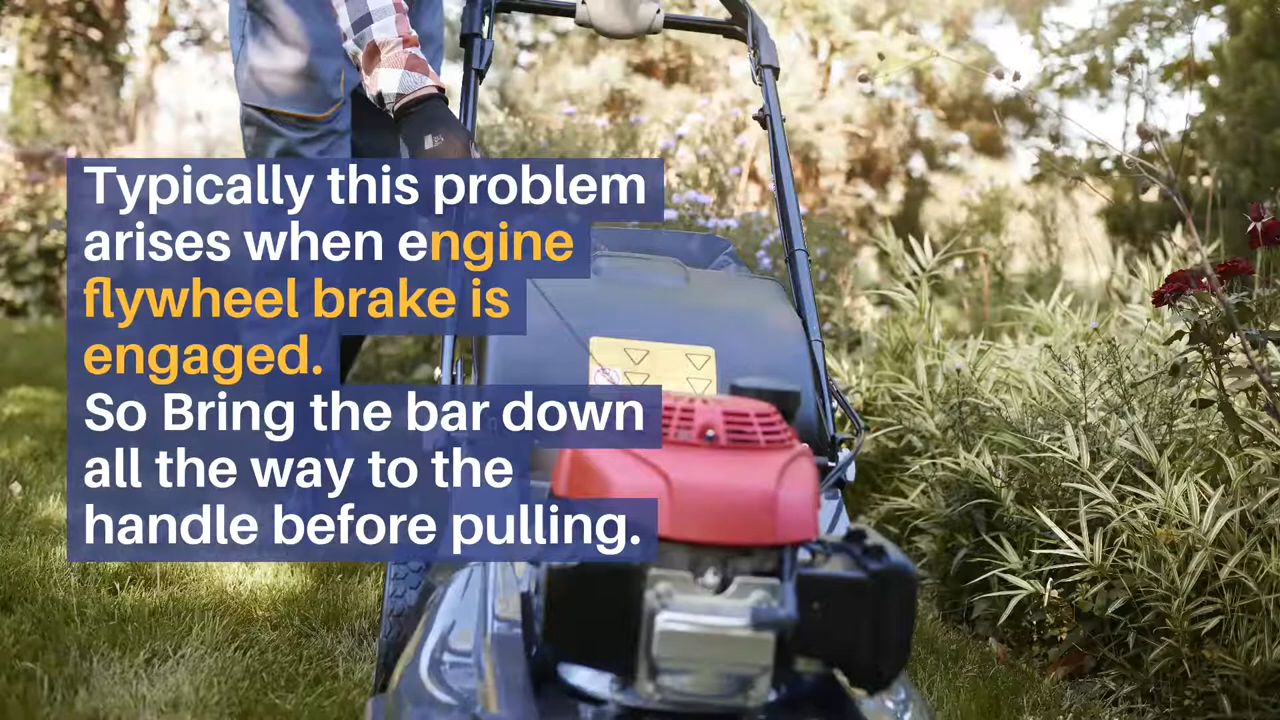 Typically this problem
arises when engine
flywheel brake is
engaged.
So Bring the bar down
all the way to the
handle before pulling.